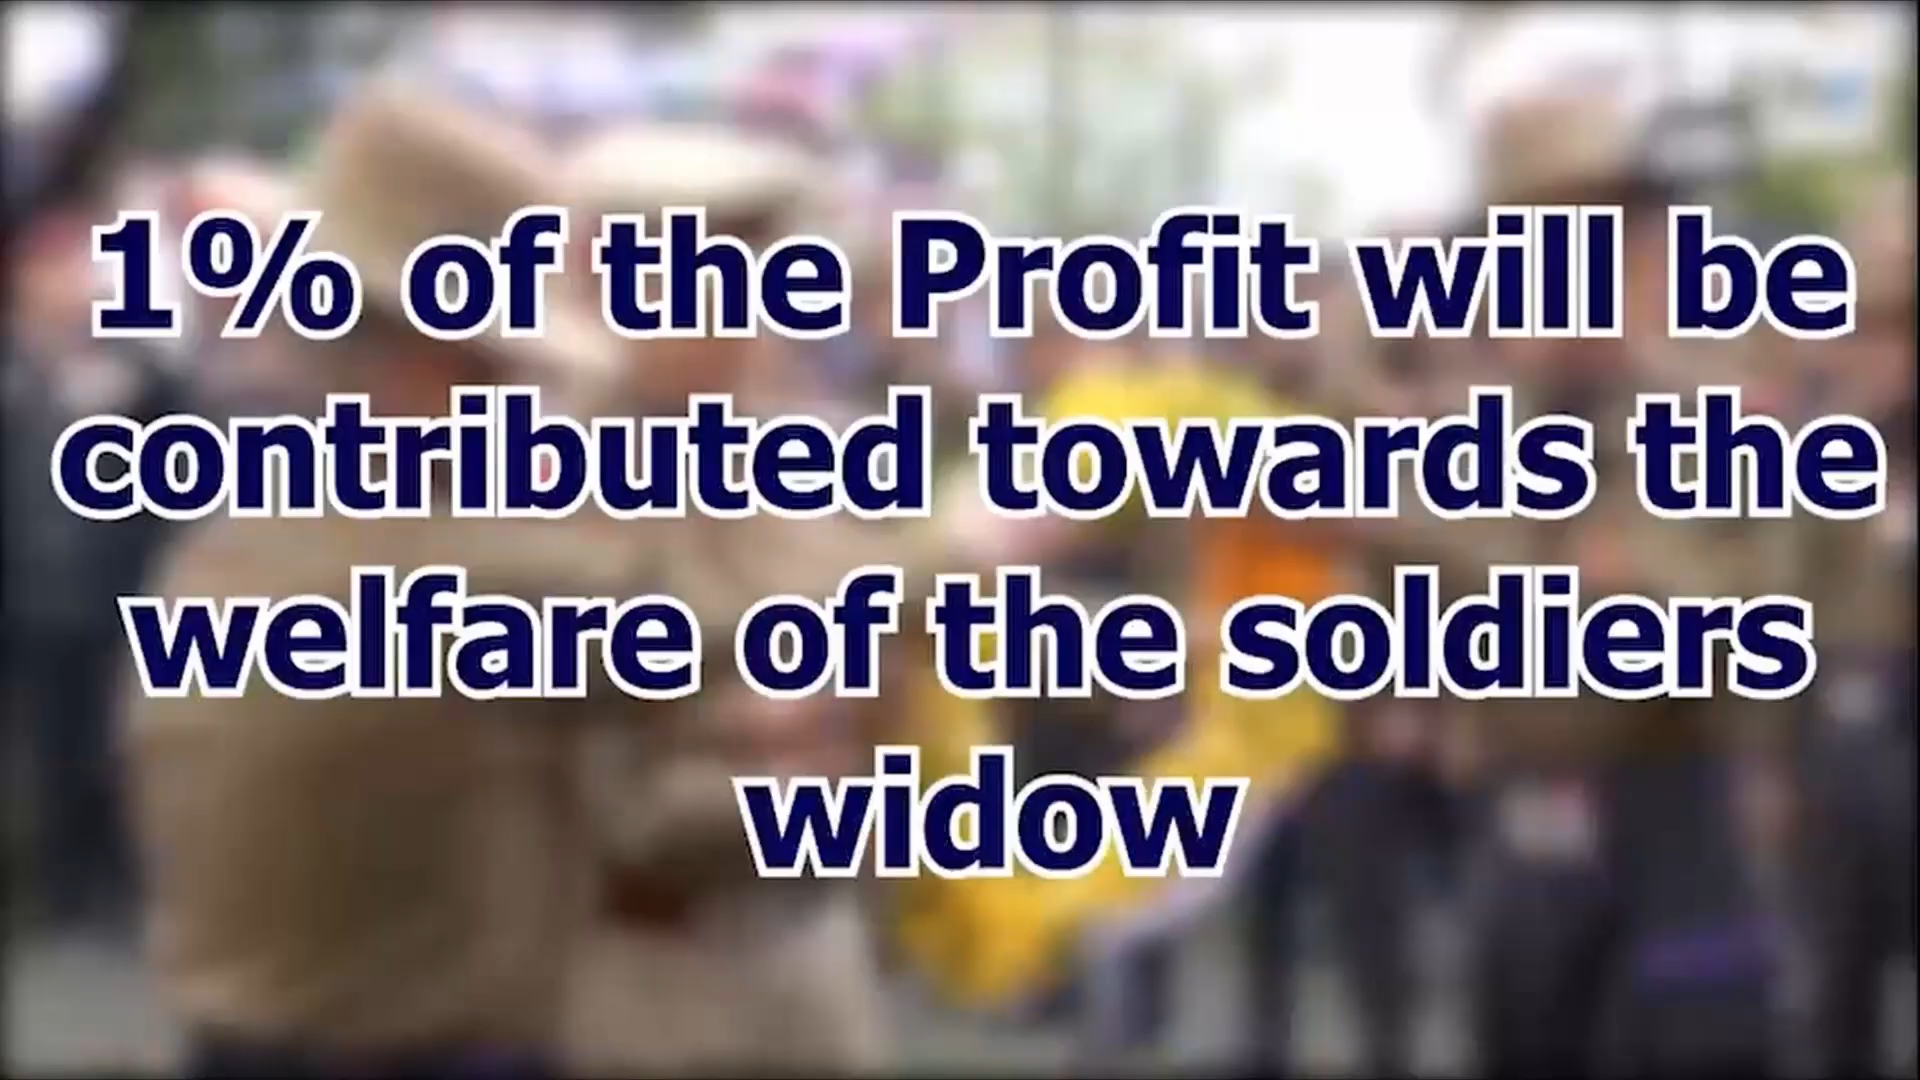 1% of the Profit will be
contributed towards the
welfare of the soldiers
widow